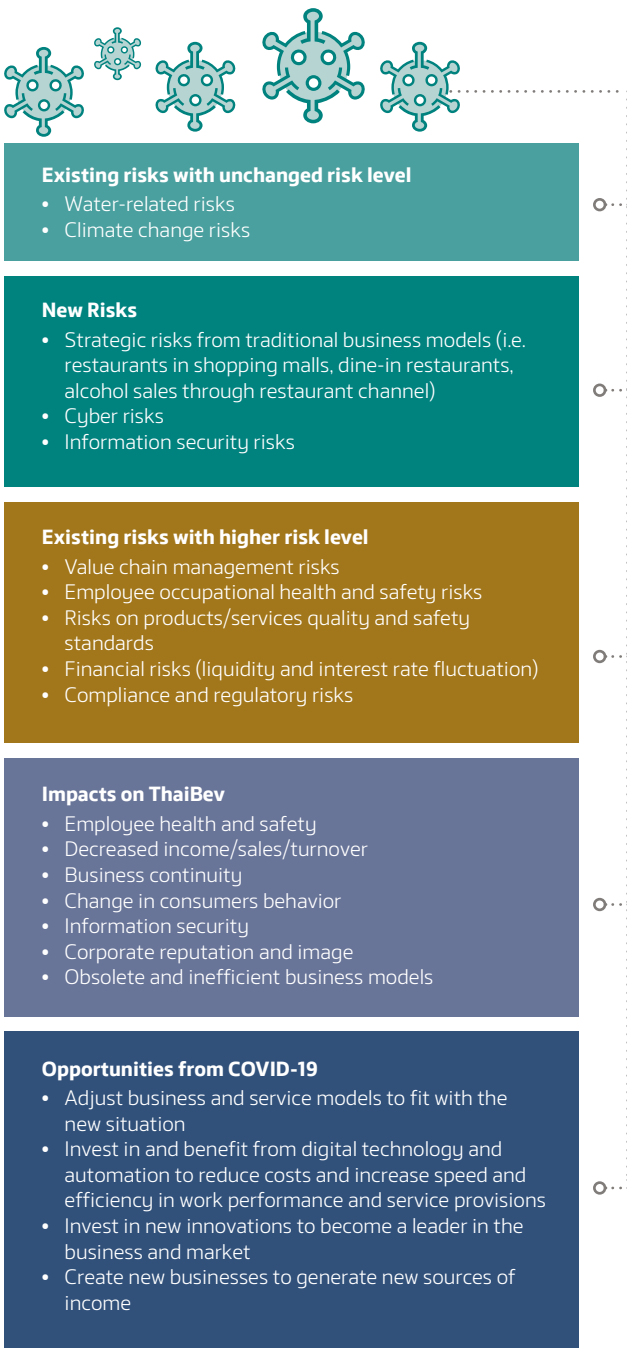 Existing risks with unchanged risk level
• Water-related risks
• Climate change risks
New Risks
• Strategic risks from traditional business models (i.e.
restaurants in shopping malls, dine-in restaurants,
alcohol sales through restaurant channel)
• Cyber risks
• Information security risks
Existing risks with higher risk level
• Value chain management risks
• Employee occupational health and safety risks
• Risks on products/services quality and safety
standards
• Financial risks (liquidity and interest rate fluctuation)
• Compliance and regulatory risks
Impacts on ThaiBev
• Employee health and safety
• Decreased income/sales/turnover
• Business continuity
• Change in consumers behavior
• Information security
• Corporate reputation and image
• Obsolete and inefficient business models
Opportunities from COVID-19
• Adjust business and service models to fit with the
new situation
• Invest in and benefit from digital technology and
automation to reduce costs and increase speed and
efficiency in work performance and service provisions
• Invest in new innovations to become a leader in the
business and market
• Create new businesses to generate new sources of
income